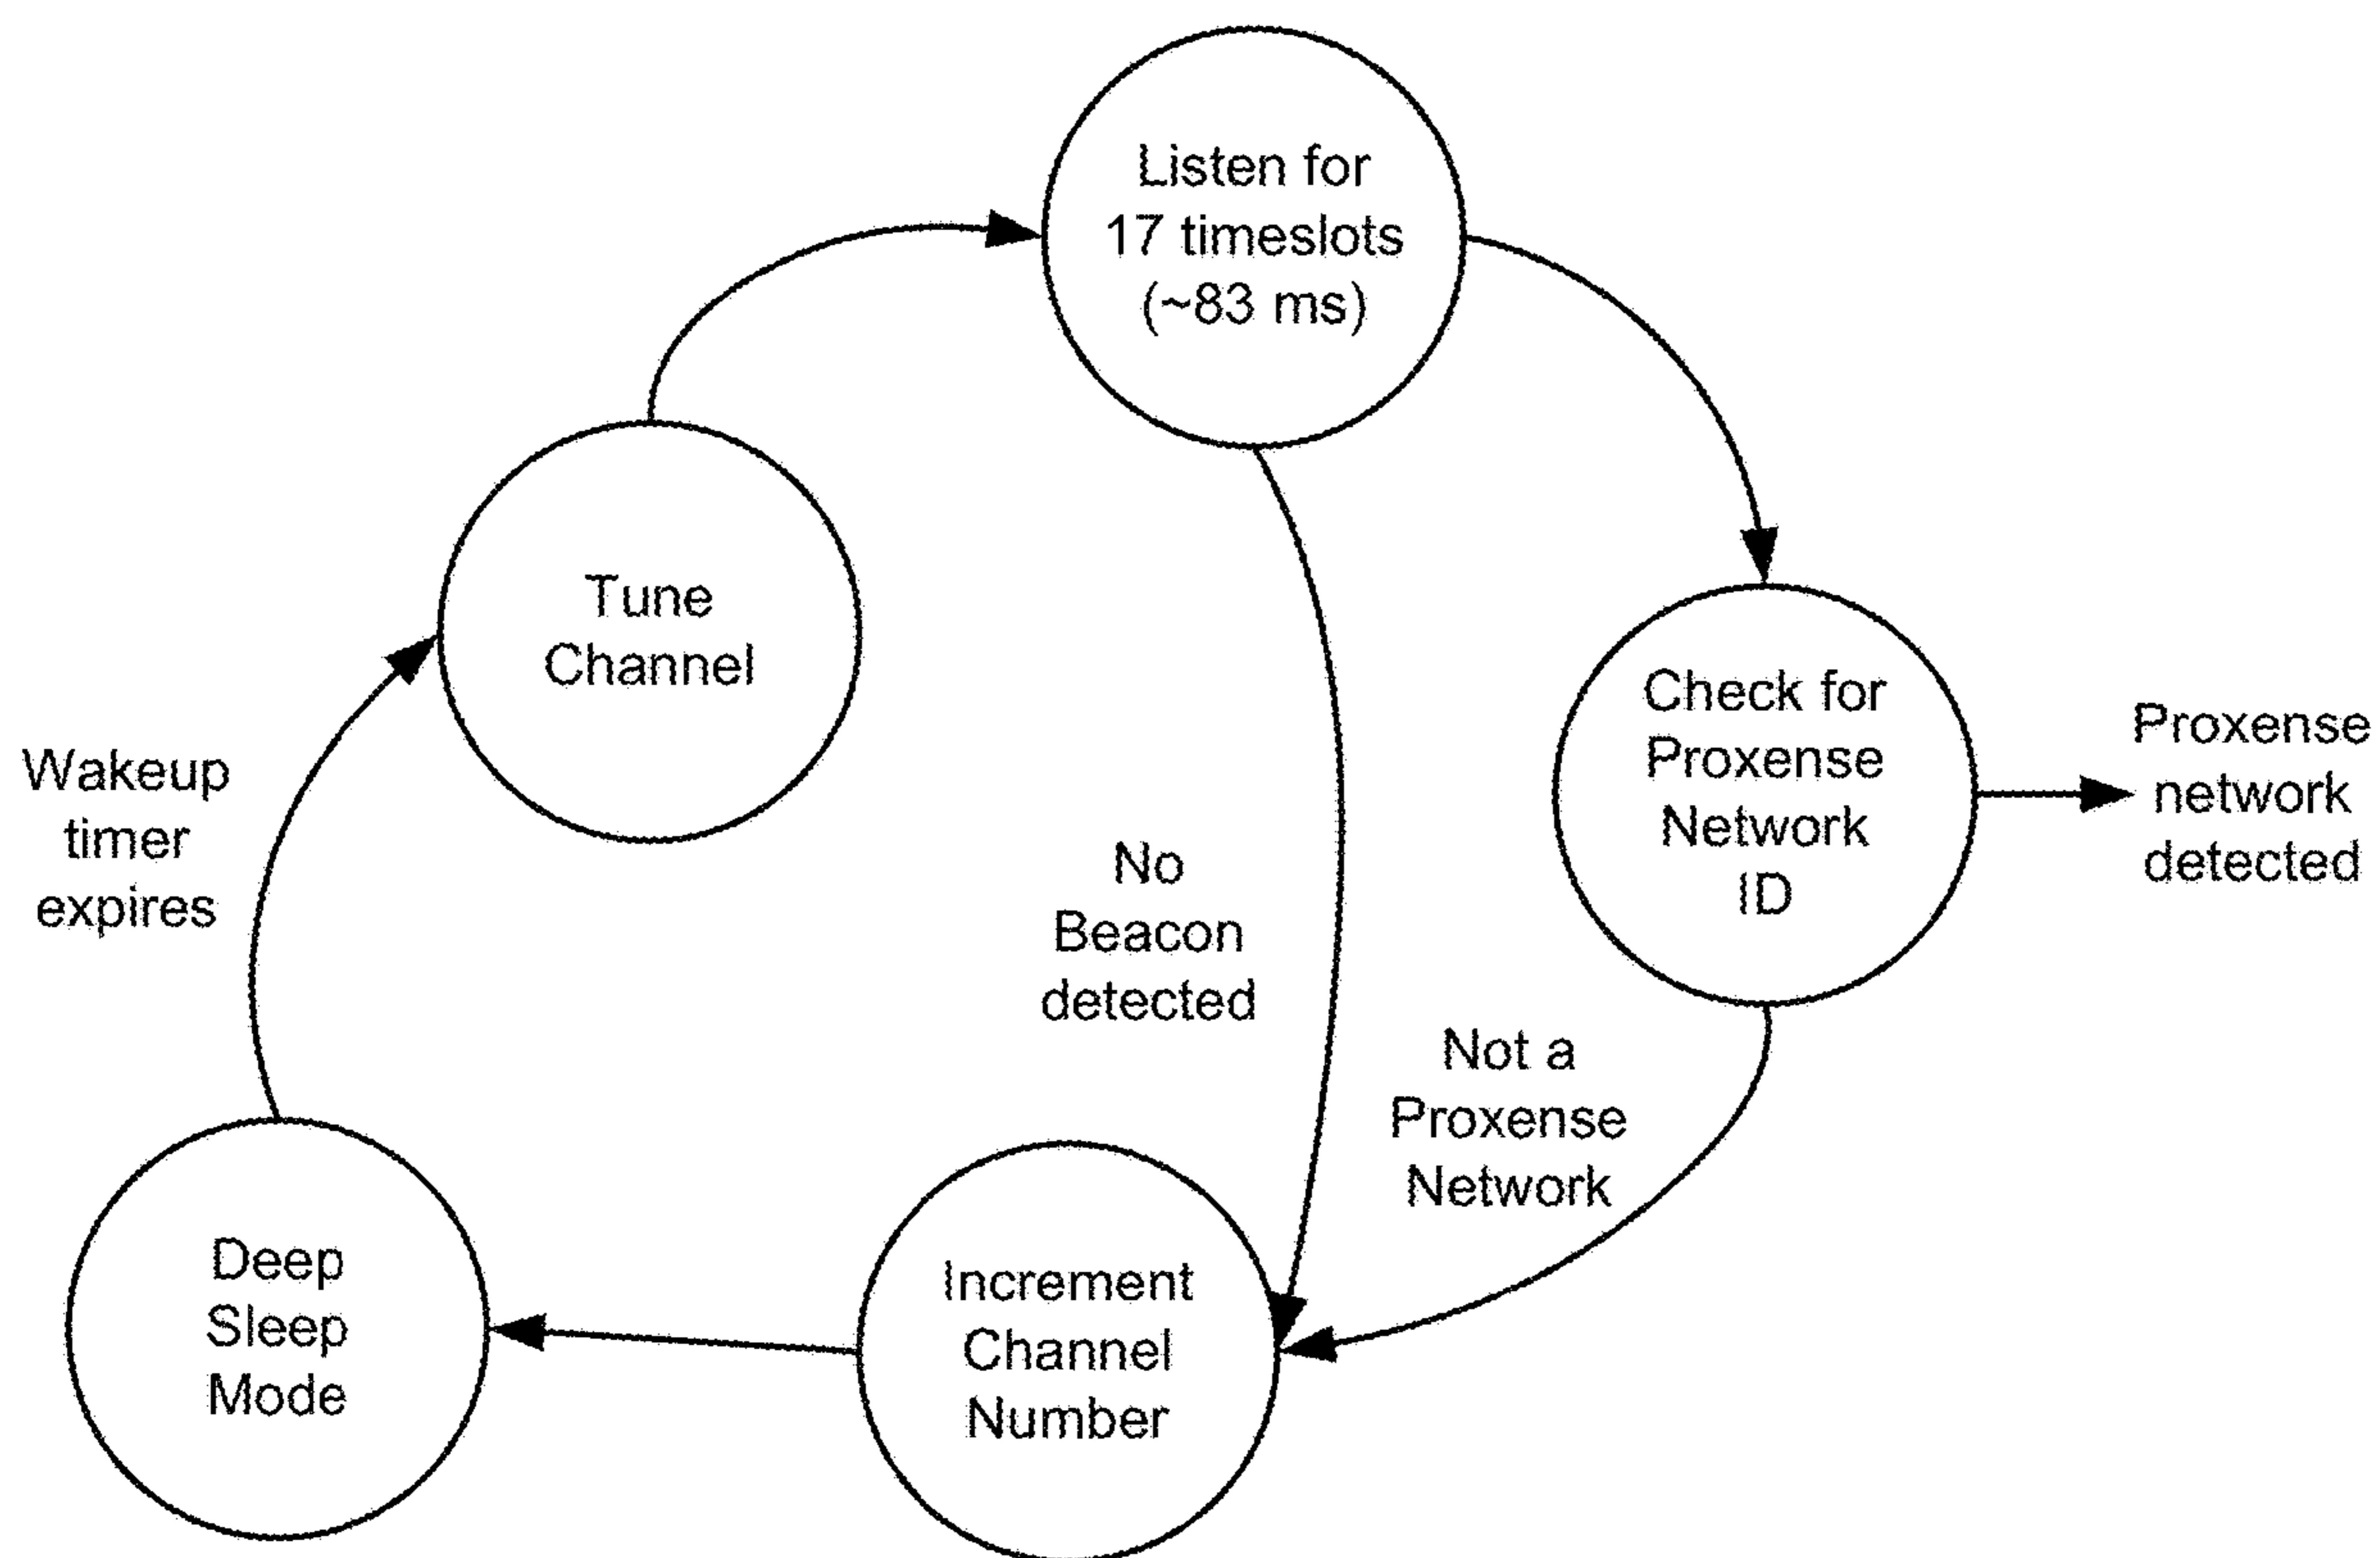 Listen for
17 timeslots
(~83 ms)
Tune
Channel
Check for
Proxense
Network
ID
Proxense
network
detected
Wakeup
timer
expires
No
Beacon
detected
Not a
Proxense
Network
Deep
Sleep
Mode
Increment
Channel
Number